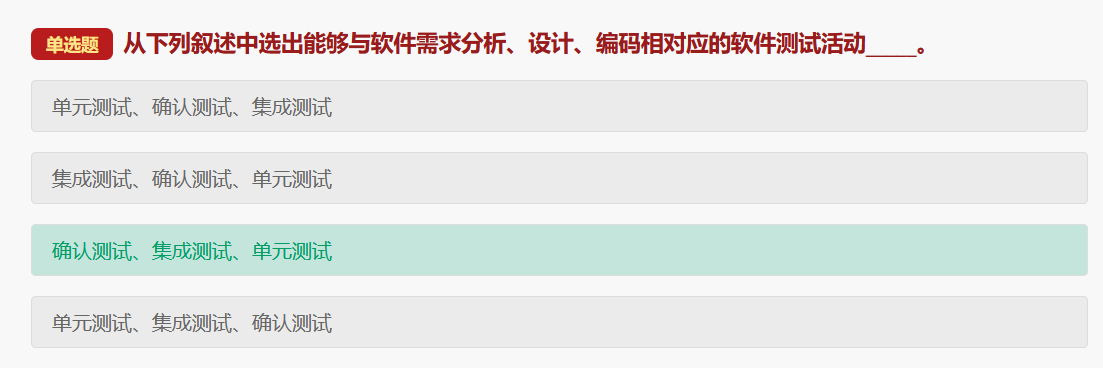 单选题 从下列叙述中选出能够与软件需求分析、设计、编码相对应的软件测试活动_____。
单元测试、确认测试、集成测试
集成测试、确认测试、单元测试
确认测试、集成测试、单元测试
单元测试、集成测试、确认测试